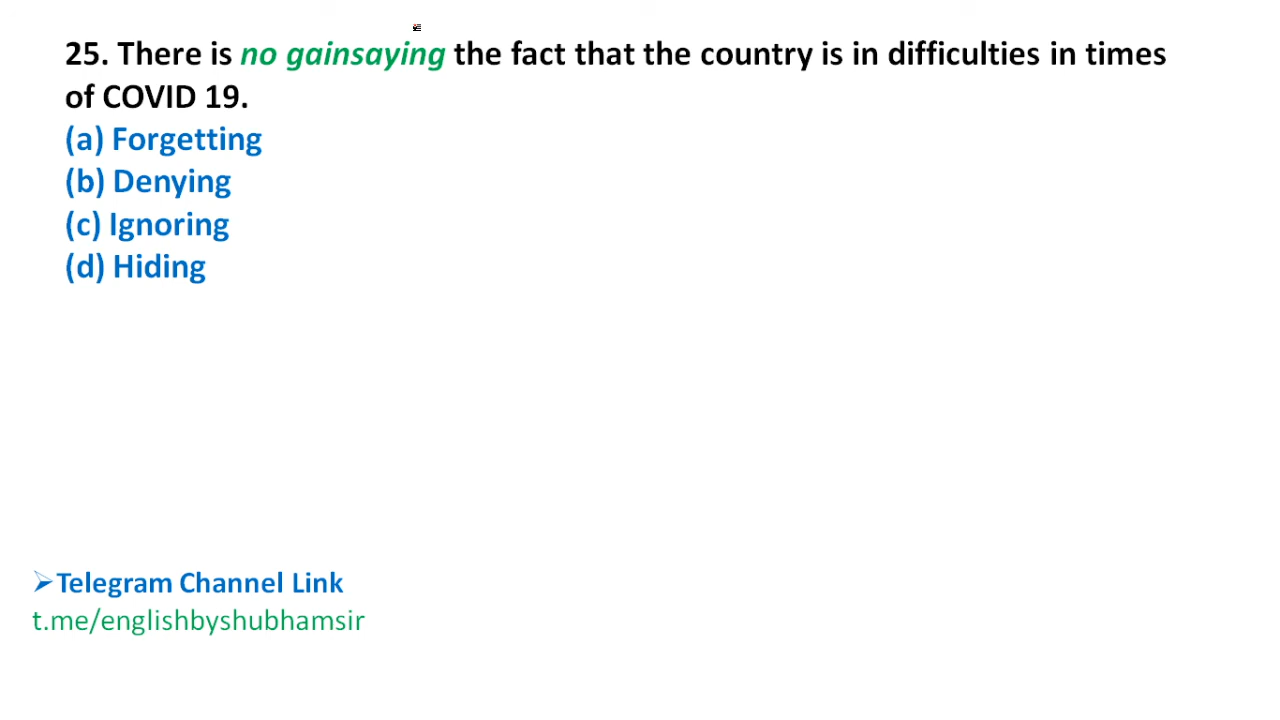 25. There is no gainsaying the fact that the country is in difficulties in times
of COVID 19.
(a) Forgetting
(b) Denying
(c) Ignoring
(d) Hiding
Telegram Channel Link
t.me/englishbyshubhamsir